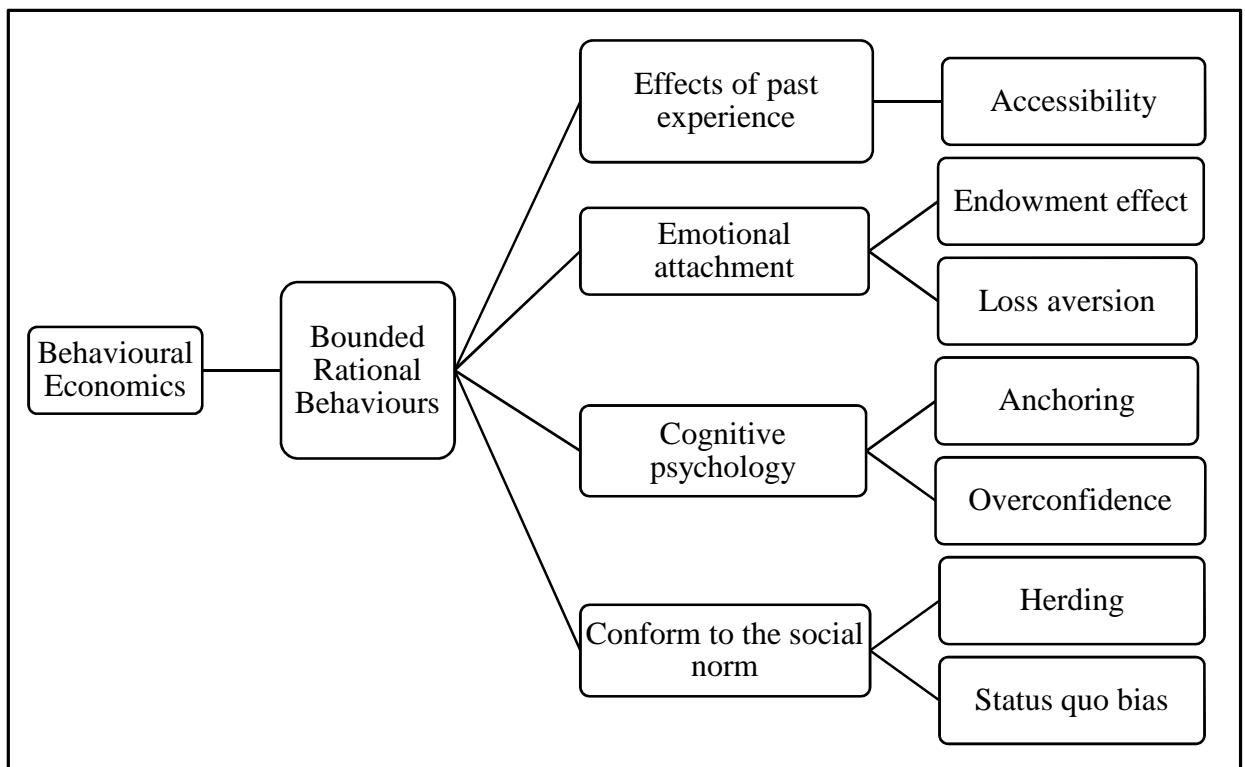 Behavioural
Economics
Bounded
Rational
Behaviours
Effects of past
experience
Accessibility
Emotional
attachment
Endowment effect
Loss aversion
Cognitive
psychology
Anchoring
Overconfidence
Conform to the social
norm
Herding
Status quo bias